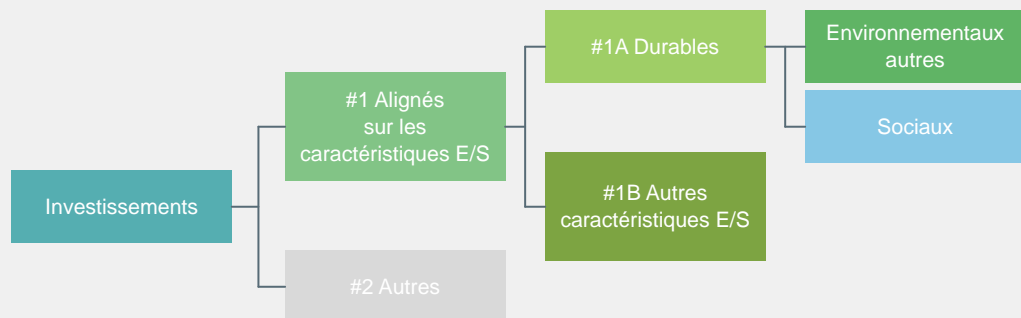 Investissements
#1 Alignés
sur les
caractéristiques E/S
#2 Autres
#1A Durables
#1B Autres
caractéristiques E/S
Environnementaux
autres
Sociaux